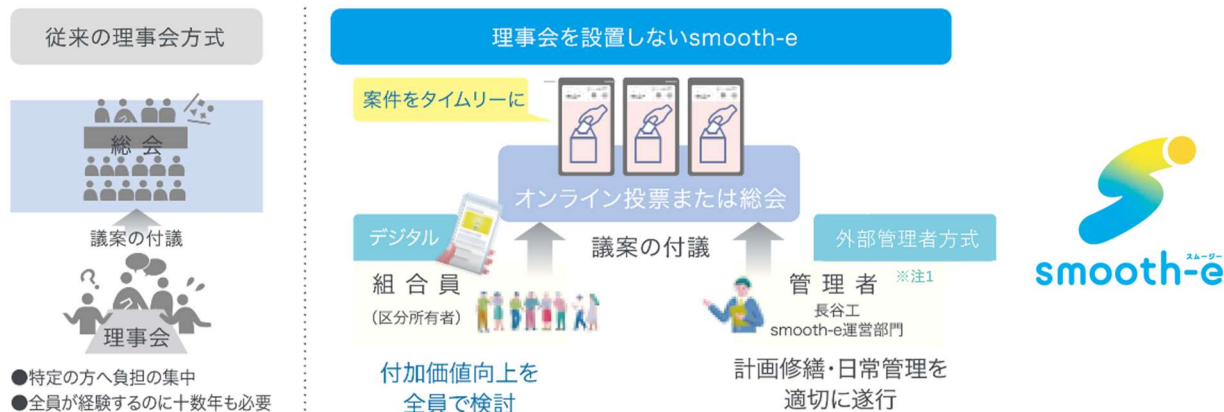 従来の理事会方式
総会
議案の付議
理事会
●特定の方へ負担の集中
●全員が経験するのに十数年も必要
理事会を設置しないsmooth-e
案件をタイムリーに
オンライン投票または総会
デジタル
議案の付議
外部管理者方式
組合員
(区分所有者)
管理者 ※注1
長谷工
smooth-e運営部門
付加価値向上を
全員で検討
計画修繕・日常管理を
適切に遂行
スムージー
smooth-e